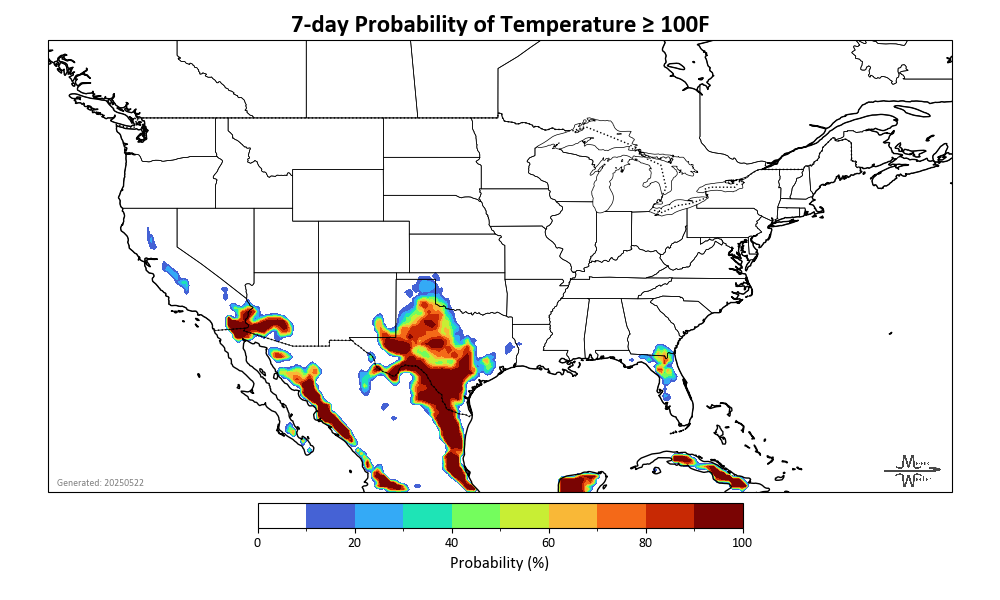 7-day Probability of Temperature ≥ 100F
Generated: 20250522
0 20 40 60 80 100
Probability (%)